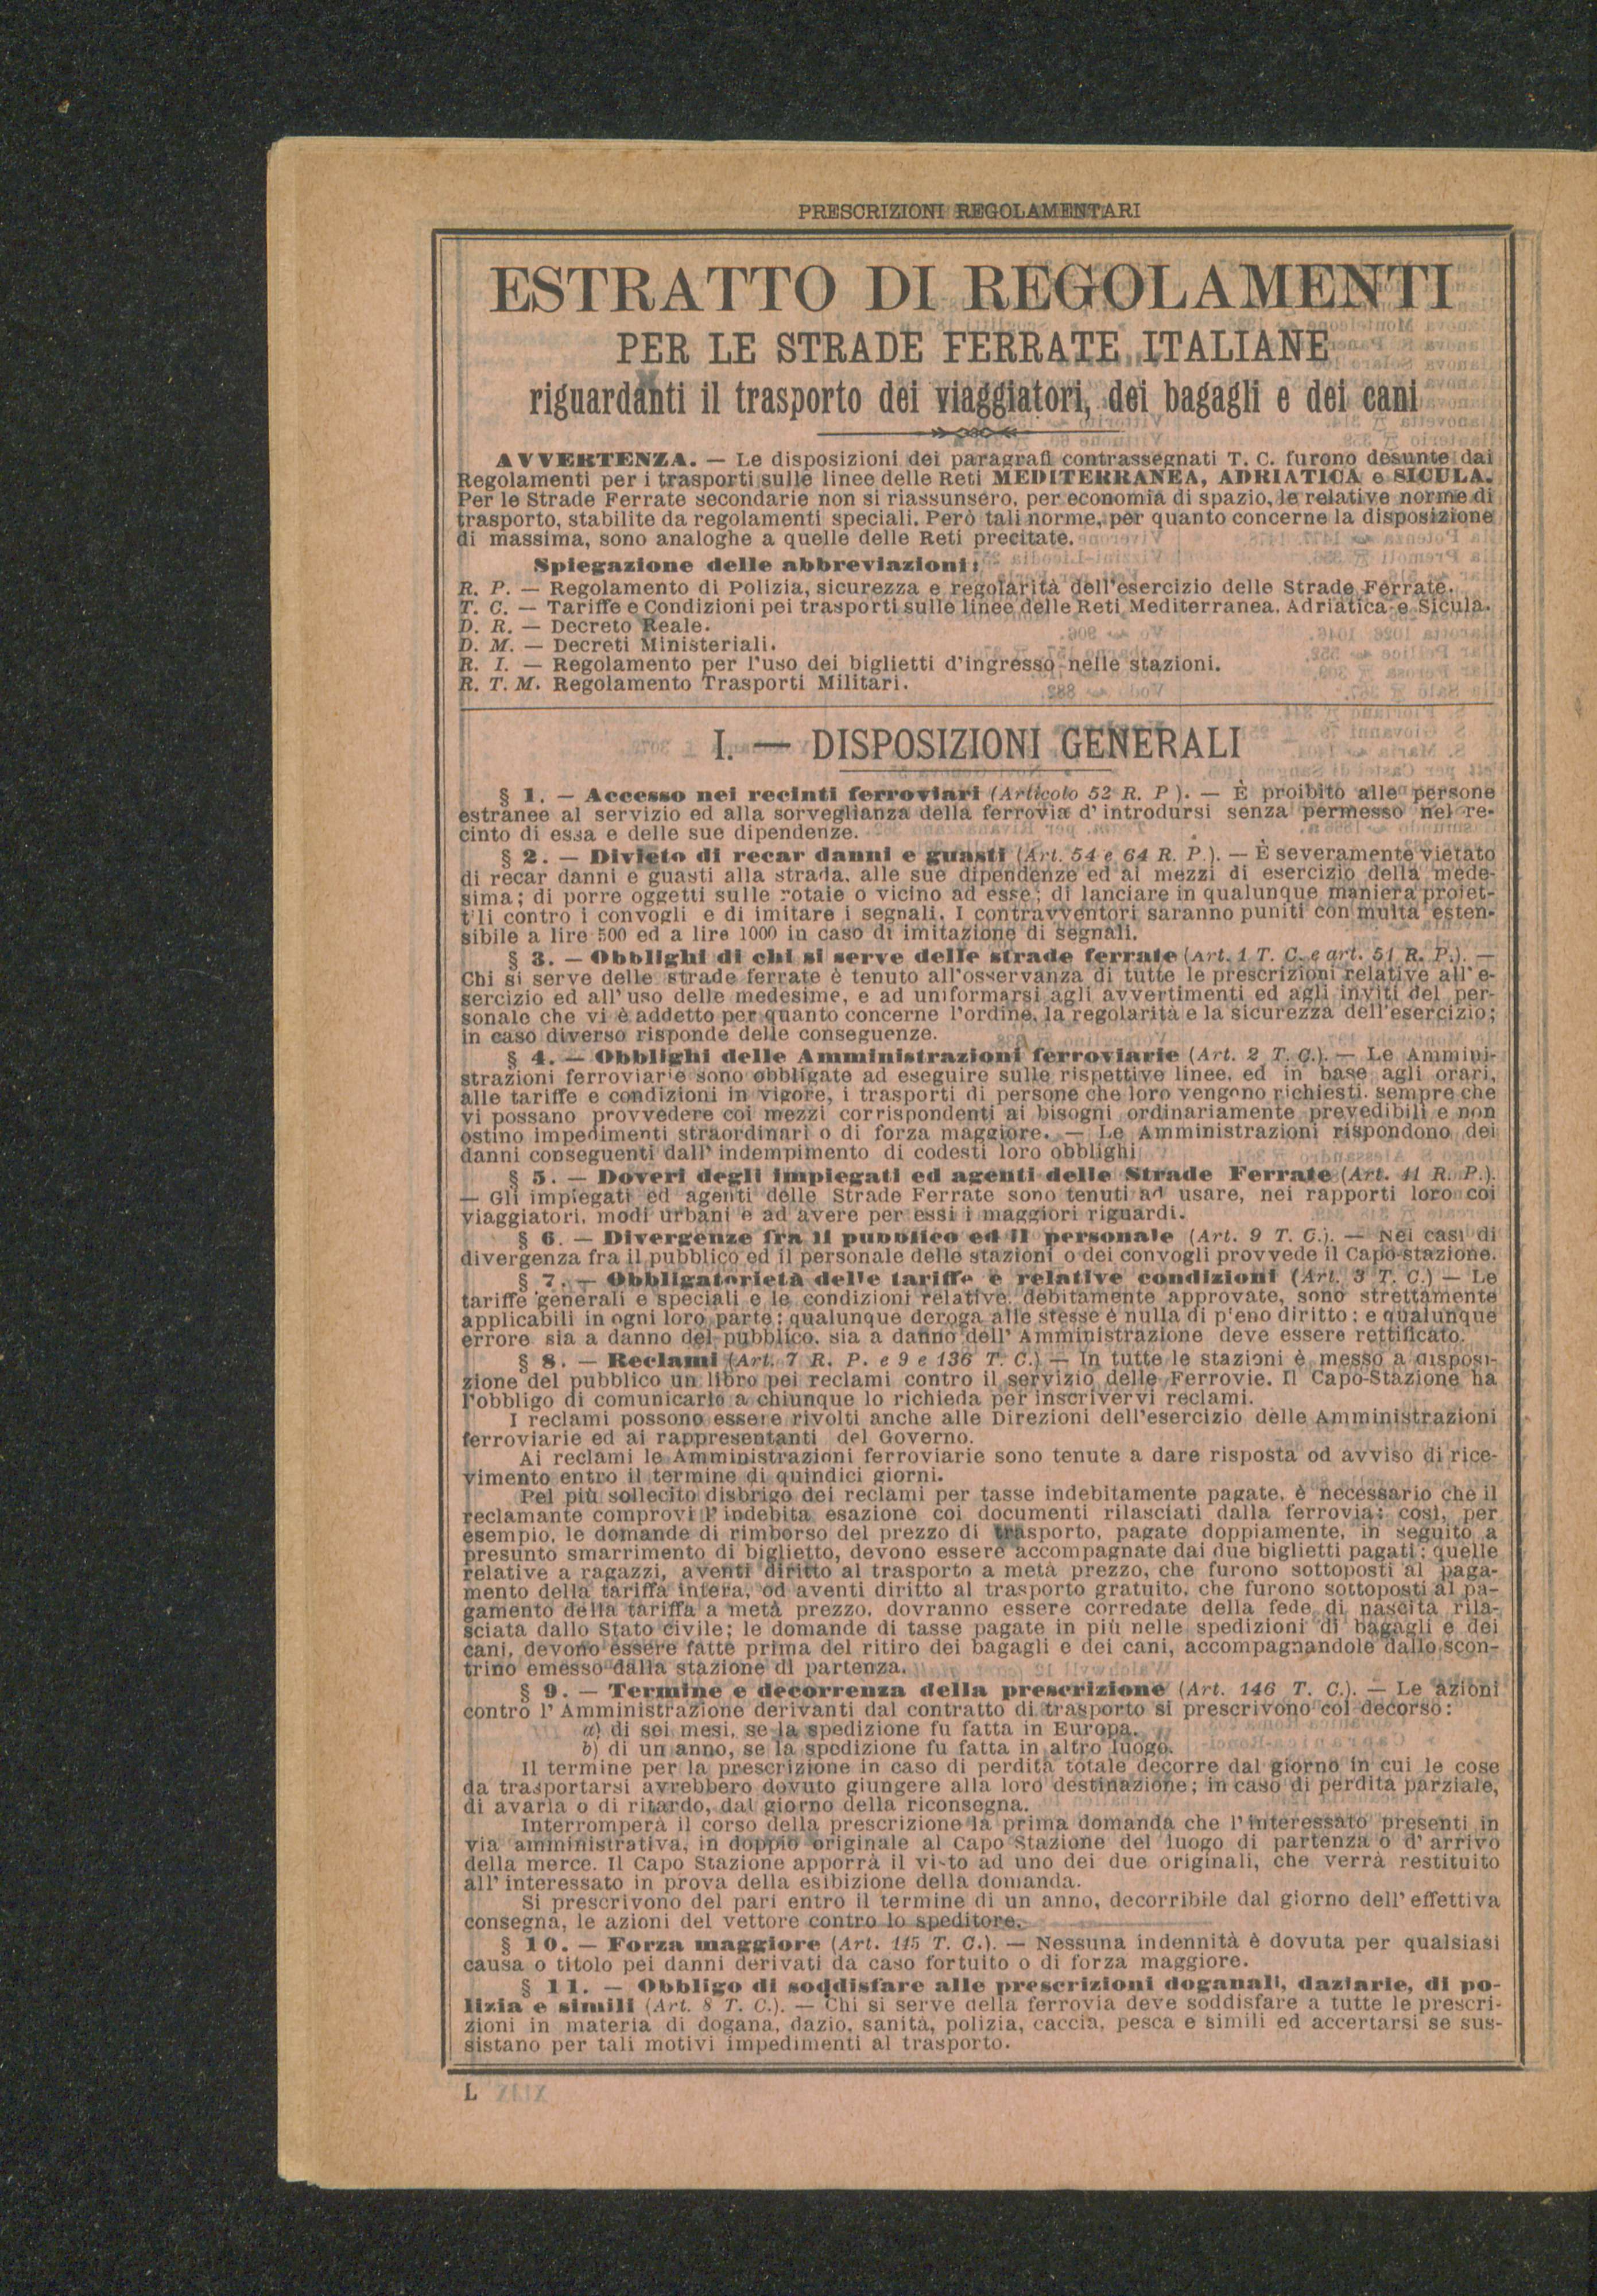 PRESCRIZIONI REGOLAMENTARI
ESTRATTO DI REGOLAMENTI
PER LE STRADE FERRATE ITALIANE
riguardanti il trasporto dei viaggiatori, dei bagagli e dei cani
AVVERTENZA. — Le disposizioni dei paragrafi contrassegnati T. C. furono desunte dai
Regolamenti per i trasporti sulle linee delle Reti MEDITERRANEA, ADRIATICA e SICULA.
Per le Strade Ferrate secondarie non si riassunsero, per economia di spazio, le relative norme di
trasporto, stabilite da regolamenti speciali. Però tali norme, per quanto concerne la disposizione
di massima, sono analoghe a quelle delle Reti precitate.
Spiegazione delle abbreviazioni:
R. P. — Regolamento di Polizia, sicurezza e regolarità dell'esercizio delle Strade Ferrate.
T. C. — Tariffe e Condizioni pei trasporti sulle linee delle Reti Mediterranea, Adriatica e Sicula.
D. R. — Decreto Reale.
D. M. — Decreti Ministeriali.
R. I. — Regolamento per l'uso dei biglietti d'ingresso nelle stazioni.
R. T. M. Regolamento Trasporti Militari.
I. — DISPOSIZIONI GENERALI
§ 1. — Accesso nei recinti ferroviari (Articolo 52 R. P ). — È proibito alle persone
estranee al servizio ed alla sorveglianza della ferrovia d' introdursi senza permesso nel re-
cinto di essa e delle sue dipendenze.
§ 2. — Divieto di recar danni e guasti (Art. 54 e 64 R. P.). — È severamente vietato
di recar danni e guasti alla strada, alle sue dipendenze ed ai mezzi di esercizio della mede-
sima; di porre oggetti sulle rotaie o vicino ad esse; di lanciare in qualunque maniera proiet-
t'li contro i convogli e di imitare i segnali. I contravventori saranno puniti con multa esten-
sibile a lire 500 ed a lire 1000 in caso di imitazione di segnali.
§ 3. — Obblighi di chi si serve delle strade ferrate (Art. 1 T. C. e art. 51 R. P.). —
Chi si serve delle strade ferrate è tenuto all'osservanza di tutte le prescrizioni relative all' e-
sercizio ed all' uso delle medesime, e ad uniformarsi agli avvertimenti ed agli inviti del per-
sonale che vi è addetto per quanto concerne l'ordine, la regolarità e la sicurezza dell'esercizio;
in caso diverso risponde delle conseguenze.
§ 4. — Obblighi delle Amministrazioni ferroviarie (Art. 2 T. C.). — Le Ammini-
strazioni ferroviarie sono obbligate ad eseguire sulle rispettive linee, ed in base agli orari,
alle tariffe e condizioni in vigore, i trasporti di persone che loro vengono richiesti, sempre che
vi possano provvedere coi mezzi corrispondenti ai bisogni ordinariamente prevedibili e non
ostino impedimenti straordinari o di forza maggiore. — Le Amministrazioni rispondono dei
danni conseguenti dall' indempimento di codesti loro obblighi
§ 5. — Doveri degli impiegati ed agenti delle Strade Ferrate (Art. 11 R. P.).
— Gli impiegati ed agenti delle Strade Ferrate sono tenuti ad usare, nei rapporti loro coi
viaggiatori, modi urbani e ad avere per essi i maggiori riguardi.
§ 6. — Divergenze fra il pubblico ed il personale (Art. 9 T. C.). — Nei casi di
divergenza fra il pubblico ed il personale delle stazioni o dei convogli provvede il Capo-stazione.
§ 7. — Obbligatorietà delle tariffe e relative condizioni (Art. 3 T. C.) — Le
tariffe generali e speciali e le condizioni relative, debitamente approvate, sono strettamente
applicabili in ogni loro parte; qualunque deroga alle stesse è nulla di p'eno diritto; e qualunque
errore sia a danno del pubblico, sia a danno dell' Amministrazione deve essere rettificato.
§ 8. — Reclami (Art. 7 R. P. e 9 e 136 T. C.) — In tutte le stazioni è messo a disposi-
zione del pubblico un libro pei reclami contro il servizio delle Ferrovie. Il Capo-Stazione ha
l'obbligo di comunicarlo a chiunque lo richieda per inscrivervi reclami.
I reclami possono essere rivolti anche alle Direzioni dell'esercizio delle Amministrazioni
ferroviarie ed ai rappresentanti del Governo.
Ai reclami le Amministrazioni ferroviarie sono tenute a dare risposta od avviso di rice-
vimento entro il termine di quindici giorni.
Pel più sollecito disbrigo dei reclami per tasse indebitamente pagate, è necessario che il
reclamante comprovi l' indebita esazione coi documenti rilasciati dalla ferrovia; così, per
esempio, le domande di rimborso del prezzo di trasporto, pagate doppiamente, in seguito a
presunto smarrimento di biglietto, devono essere accompagnate dai due biglietti pagati; quelle
relative a ragazzi, aventi diritto al trasporto a metà prezzo, che furono sottoposti al paga-
mento della tariffa intera, od aventi diritto al trasporto gratuito, che furono sottoposti al pa-
gamento della tariffa a metà prezzo, dovranno essere corredate della fede di nascita rila-
sciata dallo Stato Civile; le domande di tasse pagate in più nelle spedizioni di bagagli e dei
cani, devono essere fatte prima del ritiro dei bagagli e dei cani, accompagnandole dallo scon-
trino emesso dalla stazione di partenza.
§ 9. — Termine e decorrenza della prescrizione (Art. 146 T. C.). — Le azioni
contro l' Amministrazione derivanti dal contratto di trasporto si prescrivono col decorso:
a) di sei mesi, se la spedizione fu fatta in Europa.
b) di un anno, se la spedizione fu fatta in altro luogo.
Il termine per la prescrizione in caso di perdita totale decorre dal giorno in cui le cose
da trasportarsi avrebbero dovuto giungere alla loro destinazione; in caso di perdita parziale,
di avaria o di ritardo, dal giorno della riconsegna.
Interromperà il corso della prescrizione la prima domanda che l'interessato presenti in
via amministrativa, in doppio originale al Capo Stazione del luogo di partenza o d' arrivo
della merce. Il Capo Stazione apporrà il visto ad uno dei due originali, che verrà restituito
all' interessato in prova della esibizione della domanda.
Si prescrivono del pari entro il termine di un anno, decorribile dal giorno dell' effettiva
consegna, le azioni del vettore contro lo speditore.
§ 10. — Forza maggiore (Art. 145 T. C.). — Nessuna indennità è dovuta per qualsiasi
causa o titolo pei danni derivati da caso fortuito o di forza maggiore.
§ 11. — Obbligo di soddisfare alle prescrizioni doganali, daziarie, di po-
lizia e simili (Art. 8 T. C.). — Chi si serve della ferrovia deve soddisfare a tutte le prescri-
zioni in materia di dogana, dazio, sanità, polizia, caccia, pesca e simili ed accertarsi se sus-
sistano per tali motivi impedimenti al trasporto.
L